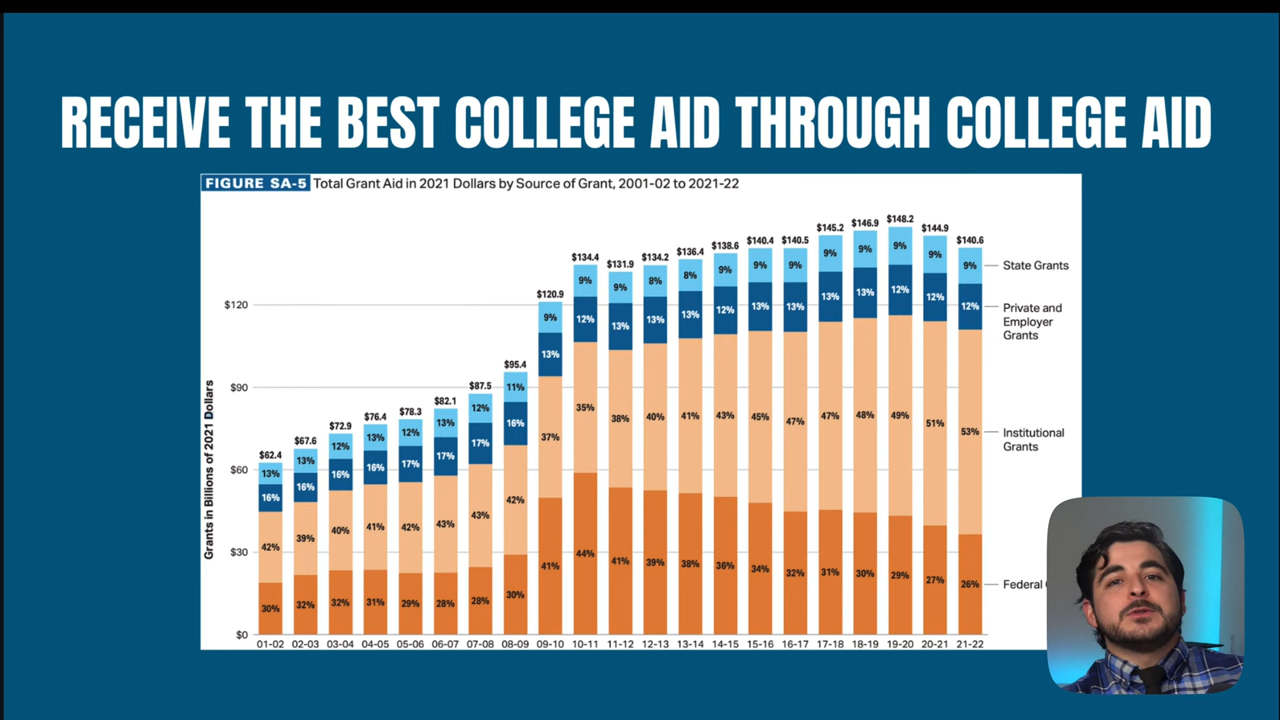 RECEIVE THE BEST COLLEGE AID THROUGH COLLEGE AID
FIGURE SA-5 Total Grant Aid in 2021 Dollars by Source of Grant, 2001-02 to 2021-22
Grants in Billions of 2021 Dollars
$120
$90
$60
$30
$0
$62.4 $67.6 $72.9 $76.4 $78.3 $82.1 $87.5 $95.4 $120.9 $134.4 $131.9 $134.2 $136.4 $138.6 $140.4 $140.5 $145.2 $146.9 $148.2 $144.9 $140.6
13% 13% 12% 13% 12% 13% 12% 11% 9% 9% 9% 8% 8% 9% 9% 9% 9% 9% 9% 9% 9%
State Grants
16% 16% 16% 16% 17% 17% 17% 16% 13% 12% 13% 13% 13% 12% 13% 13% 13% 13% 12% 12% 12%
Private and
Employer
Grants
42% 39% 40% 41% 42% 43% 43% 42% 37% 35% 38% 40% 41% 43% 45% 47% 47% 48% 49% 51% 53%
Institutional
Grants
30% 32% 32% 31% 29% 28% 28% 30% 41% 44% 41% 39% 38% 36% 34% 32% 31% 30% 29% 27% 26%
Federal
01-02 02-03 03-04 04-05 05-06 06-07 07-08 08-09 09-10 10-11 11-12 12-13 13-14 14-15 15-16 16-17 17-18 18-19 19-20 20-21 21-22